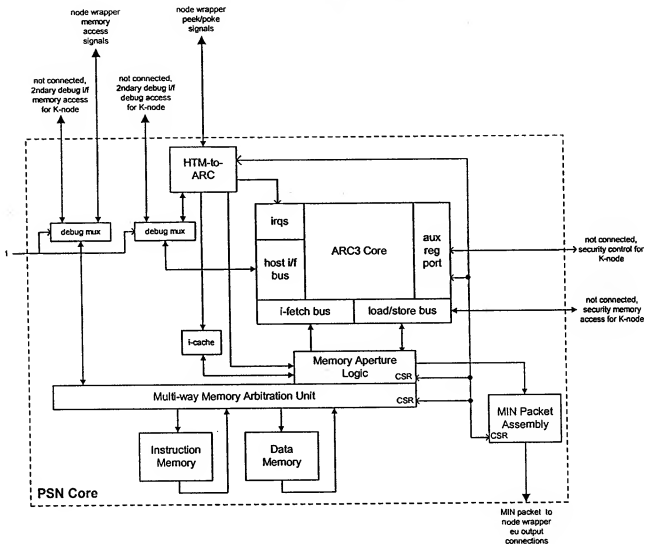 node wrapper
memory
access
signals
node wrapper
peek/poke
signals
not connected,
2ndary debug i/f
memory access
for K-node
not connected,
2ndary debug i/f
debug access
for K-node
HTM-to-
ARC
debug mux
debug mux
1
irqs
host i/f
bus
ARC3 Core
aux
reg
port
not connected,
security control for
K-node
i-fetch bus
load/store bus
not connected,
security memory
access for K-node
i-cache
Memory Aperture
Logic
CSR
Multi-way Memory Arbitration Unit
CSR
MIN Packet
Assembly
CSR
Instruction
Memory
Data
Memory
PSN Core
MIN packet to
node wrapper
eu output
connections